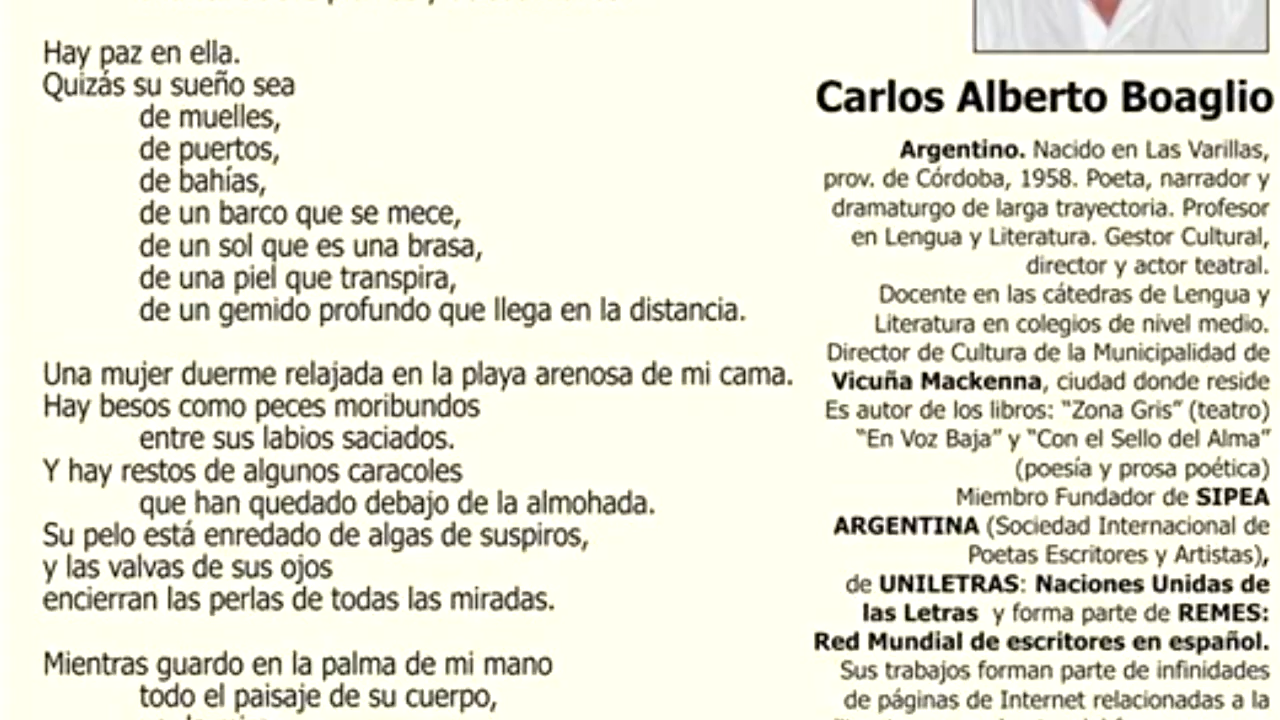 Hay paz en ella.
Quizás su sueño sea
de muelles,
de puertos,
de bahías,
de un barco que se mece,
de un sol que es una brasa,
de una piel que transpira,
de un gemido profundo que llega en la distancia.
Una mujer duerme relajada en la playa arenosa de mi cama.
Hay besos como peces moribundos
entre sus labios saciados.
Y hay restos de algunos caracoles
que han quedado debajo de la almohada.
Su pelo está enredado de algas de suspiros,
y las valvas de sus ojos
encierran las perlas de todas las miradas.
Mientras guardo en la palma de mi mano
todo el paisaje de su cuerpo,
Carlos Alberto Boaglio
Argentino. Nacido en Las Varillas,
prov. de Córdoba, 1958. Poeta, narrador y
dramaturgo de larga trayectoria. Profesor
en Lengua y Literatura. Gestor Cultural,
director y actor teatral.
Docente en las cátedras de Lengua y
Literatura en colegios de nivel medio.
Director de Cultura de la Municipalidad de
Vicuña Mackenna, ciudad donde reside
Es autor de los libros: “Zona Gris” (teatro)
“En Voz Baja” y “Con el Sello del Alma”
(poesía y prosa poética)
Miembro Fundador de SIPEA
ARGENTINA (Sociedad Internacional de
Poetas Escritores y Artistas),
de UNILETRAS: Naciones Unidas de
las Letras y forma parte de REMES:
Red Mundial de escritores en español.
Sus trabajos forman parte de infinidades
de páginas de Internet relacionadas a la